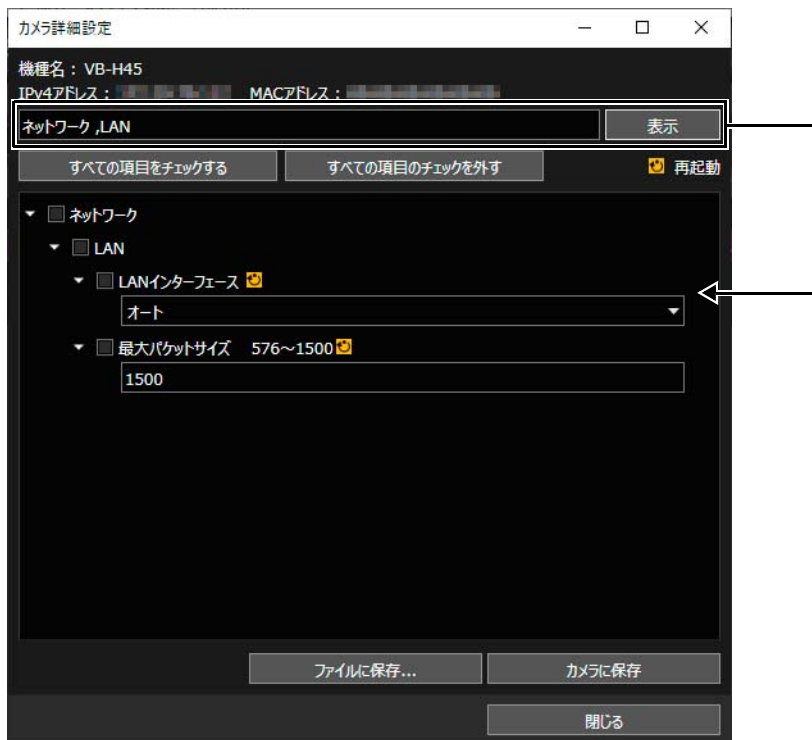 カメラ詳細設定
機種名：VB-H45
IPv4アドレス： MACアドレス：
ネットワーク ,LAN 表示
すべての項目をチェックする すべての項目のチェックを外す 再起動
ネットワーク
LAN
LANインターフェース
オート
最大パケットサイズ 576～1500
1500
ファイルに保存... カメラに保存
閉じる